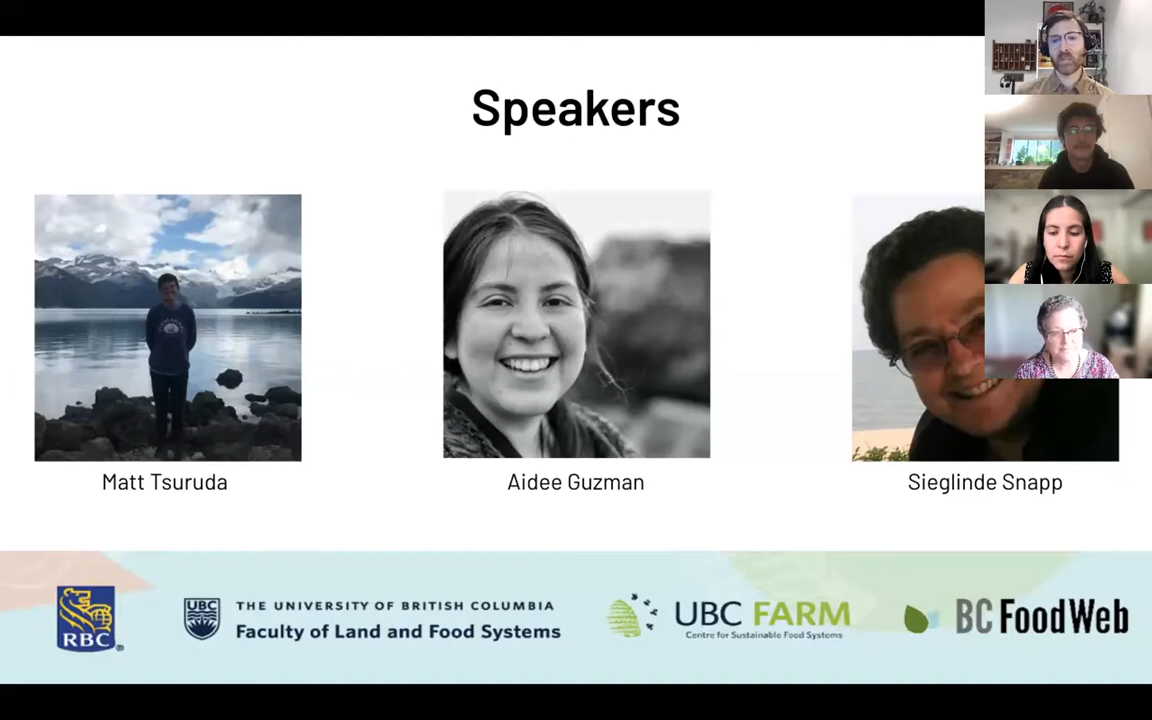 Speakers
Matt Tsuruda
Aidee Guzman
Sieglinde Snapp
RBC®
UBC
THE UNIVERSITY OF BRITISH COLUMBIA
Faculty of Land and Food Systems
UBC FARM
Centre for Sustainable Food Systems
BC FoodWeb